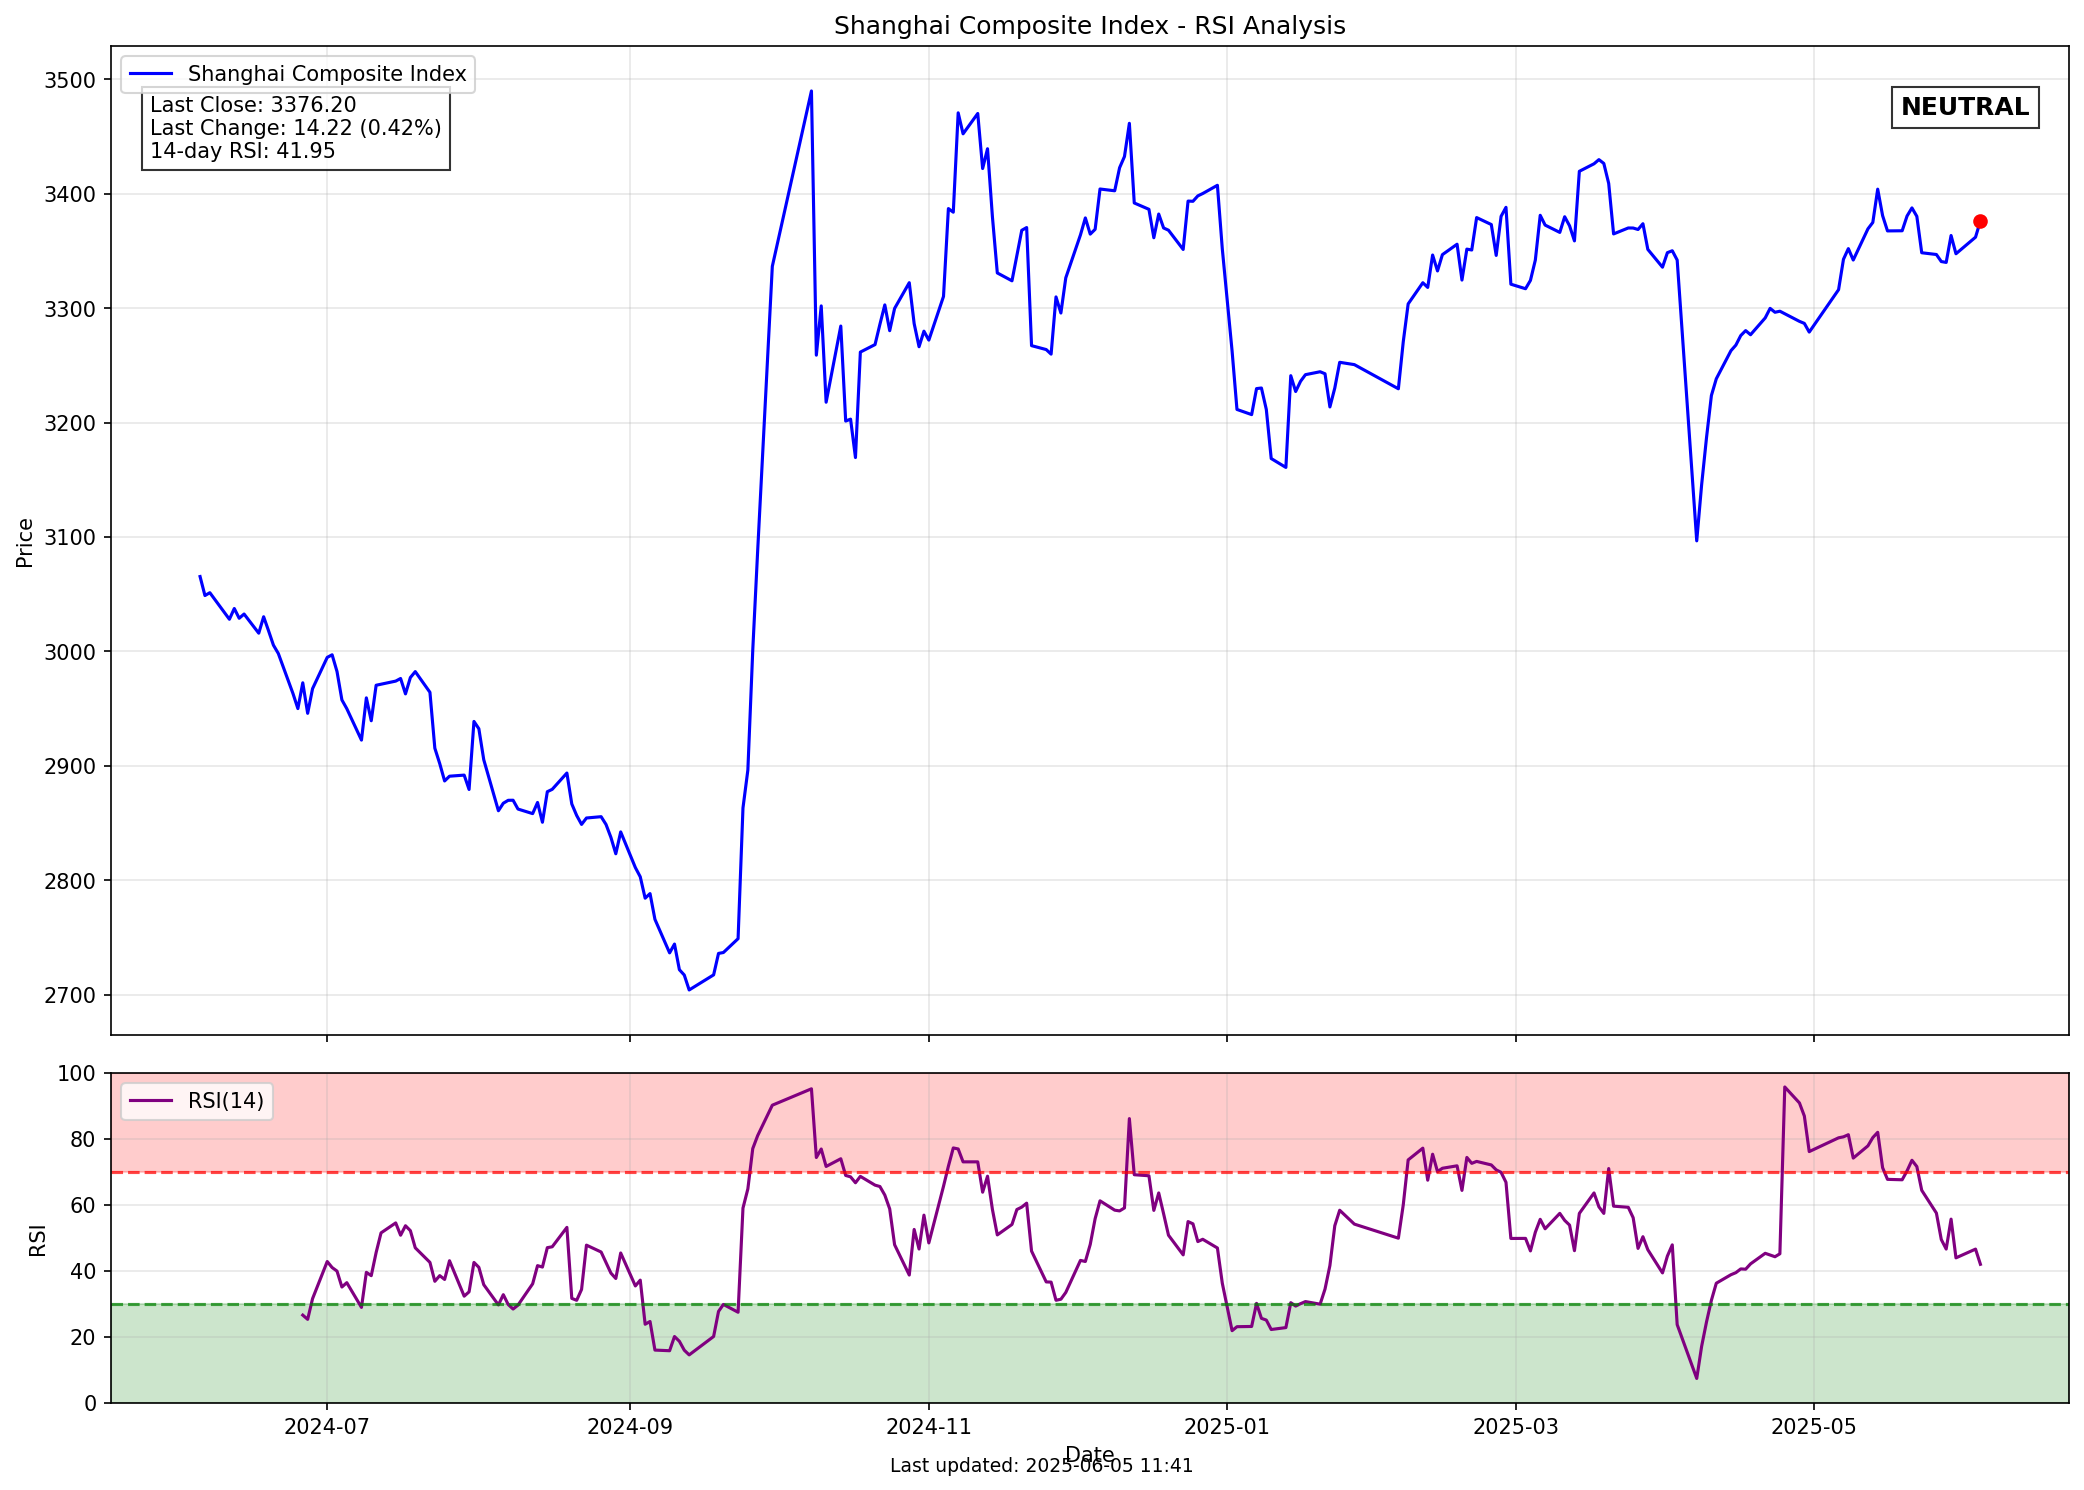 Shanghai Composite Index - RSI Analysis
Shanghai Composite Index
Last Close: 3376.20
Last Change: 14.22 (0.42%)
14-day RSI: 41.95
NEUTRAL
Price
3500
3400
3300
3200
3100
3000
2900
2800
2700
RSI(14)
RSI
100
80
60
40
20
0
2024-07
2024-09
2024-11
2025-01
2025-03
2025-05
Date
Last updated: 2025-06-05 11:41